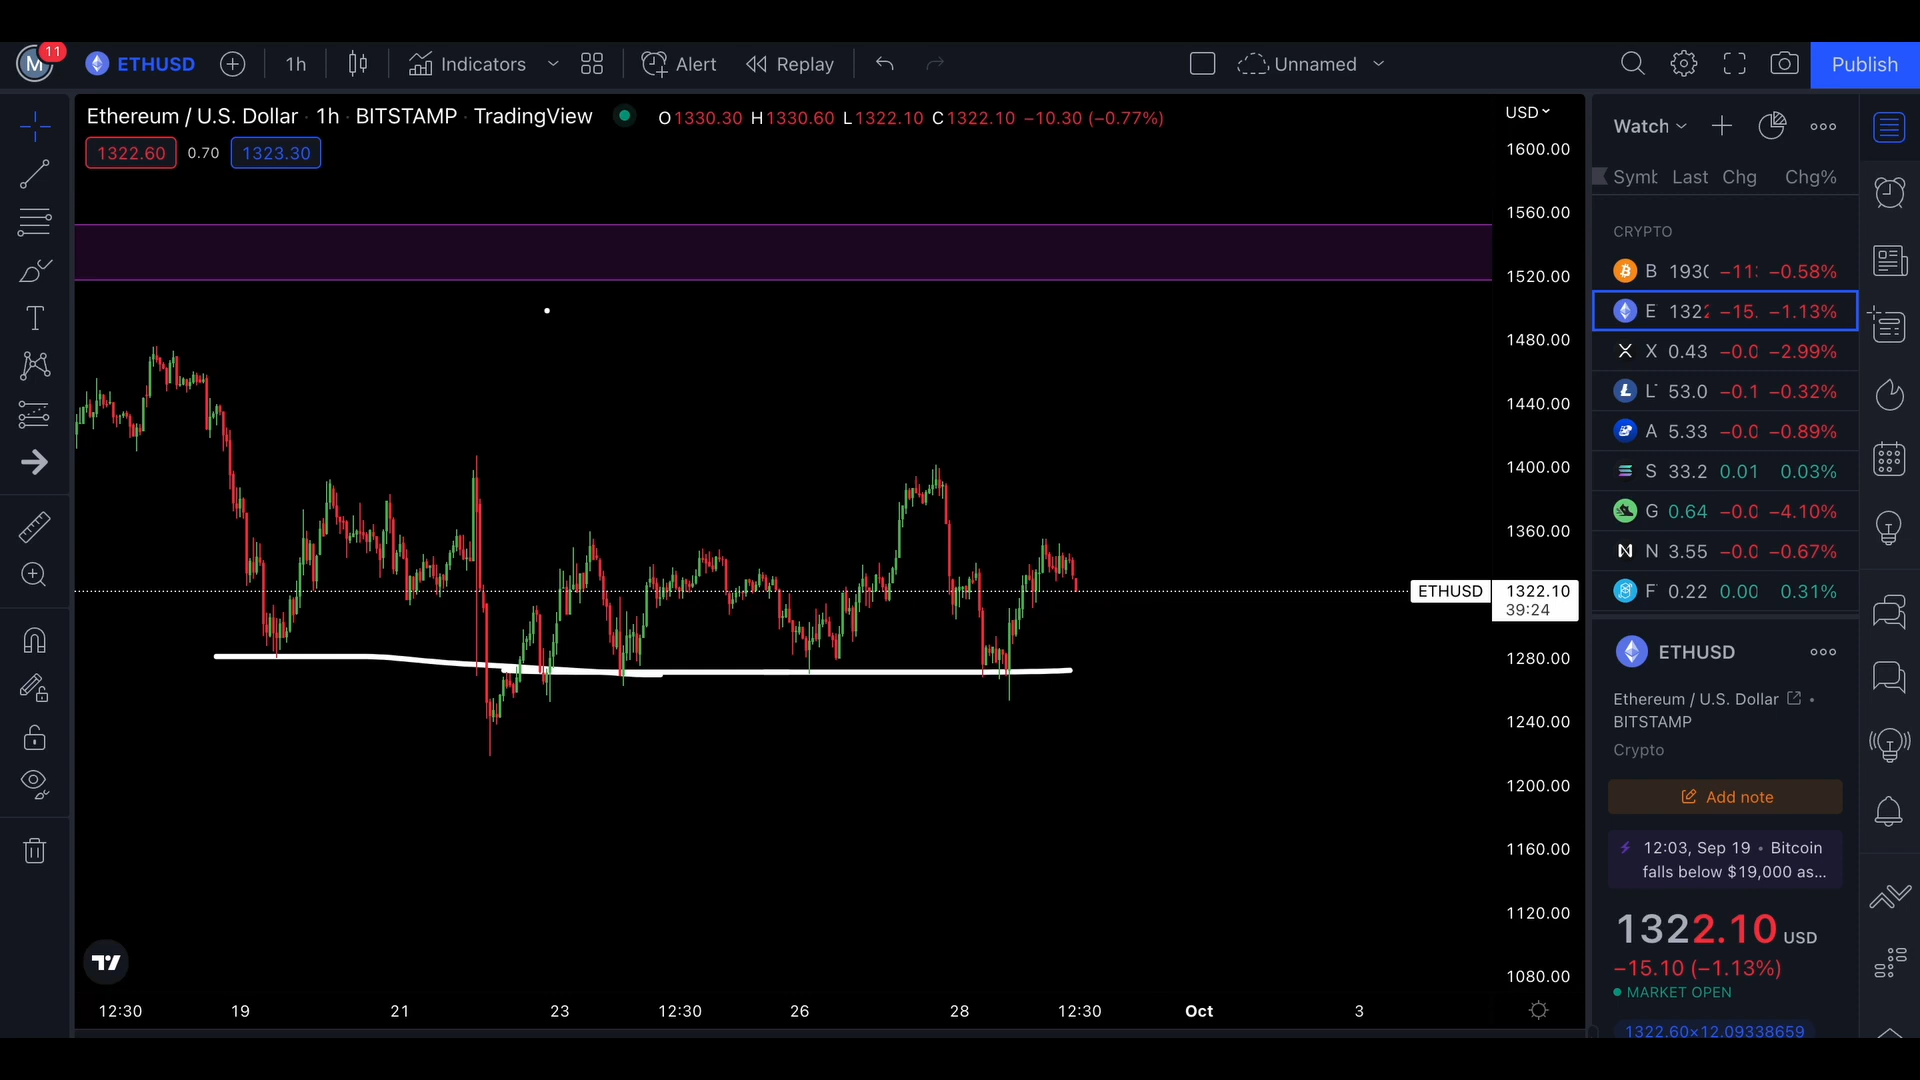 M 11 ETHUSD 1h Indicators Alert Replay Unnamed Publish
Ethereum / U.S. Dollar · 1h · BITSTAMP · TradingView O1330.30 H1330.60 L1322.10 C1322.10 −10.30 (−0.77%)
1322.60 0.70 1323.30
USD
1600.00
1560.00
1520.00
1480.00
1440.00
1400.00
1360.00
ETHUSD 1322.10
39:24
1280.00
1240.00
1200.00
1160.00
1120.00
1080.00
12:30 19 21 23 12:30 26 28 12:30 Oct 3
Watch
Symb Last Chg Chg%
CRYPTO
B 1930 −11 −0.58%
E 1322 −15. −1.13%
X 0.43 −0.0 −2.99%
L 53.0 −0.1 −0.32%
A 5.33 −0.0 −0.89%
S 33.2 0.01 0.03%
G 0.64 −0.0 −4.10%
N 3.55 −0.0 −0.67%
F 0.22 0.00 0.31%
ETHUSD
Ethereum / U.S. Dollar •
BITSTAMP
Crypto
Add note
12:03, Sep 19 • Bitcoin
falls below $19,000 as...
1322.10 USD
−15.10 (−1.13%)
MARKET OPEN
1322.60×12.09338659